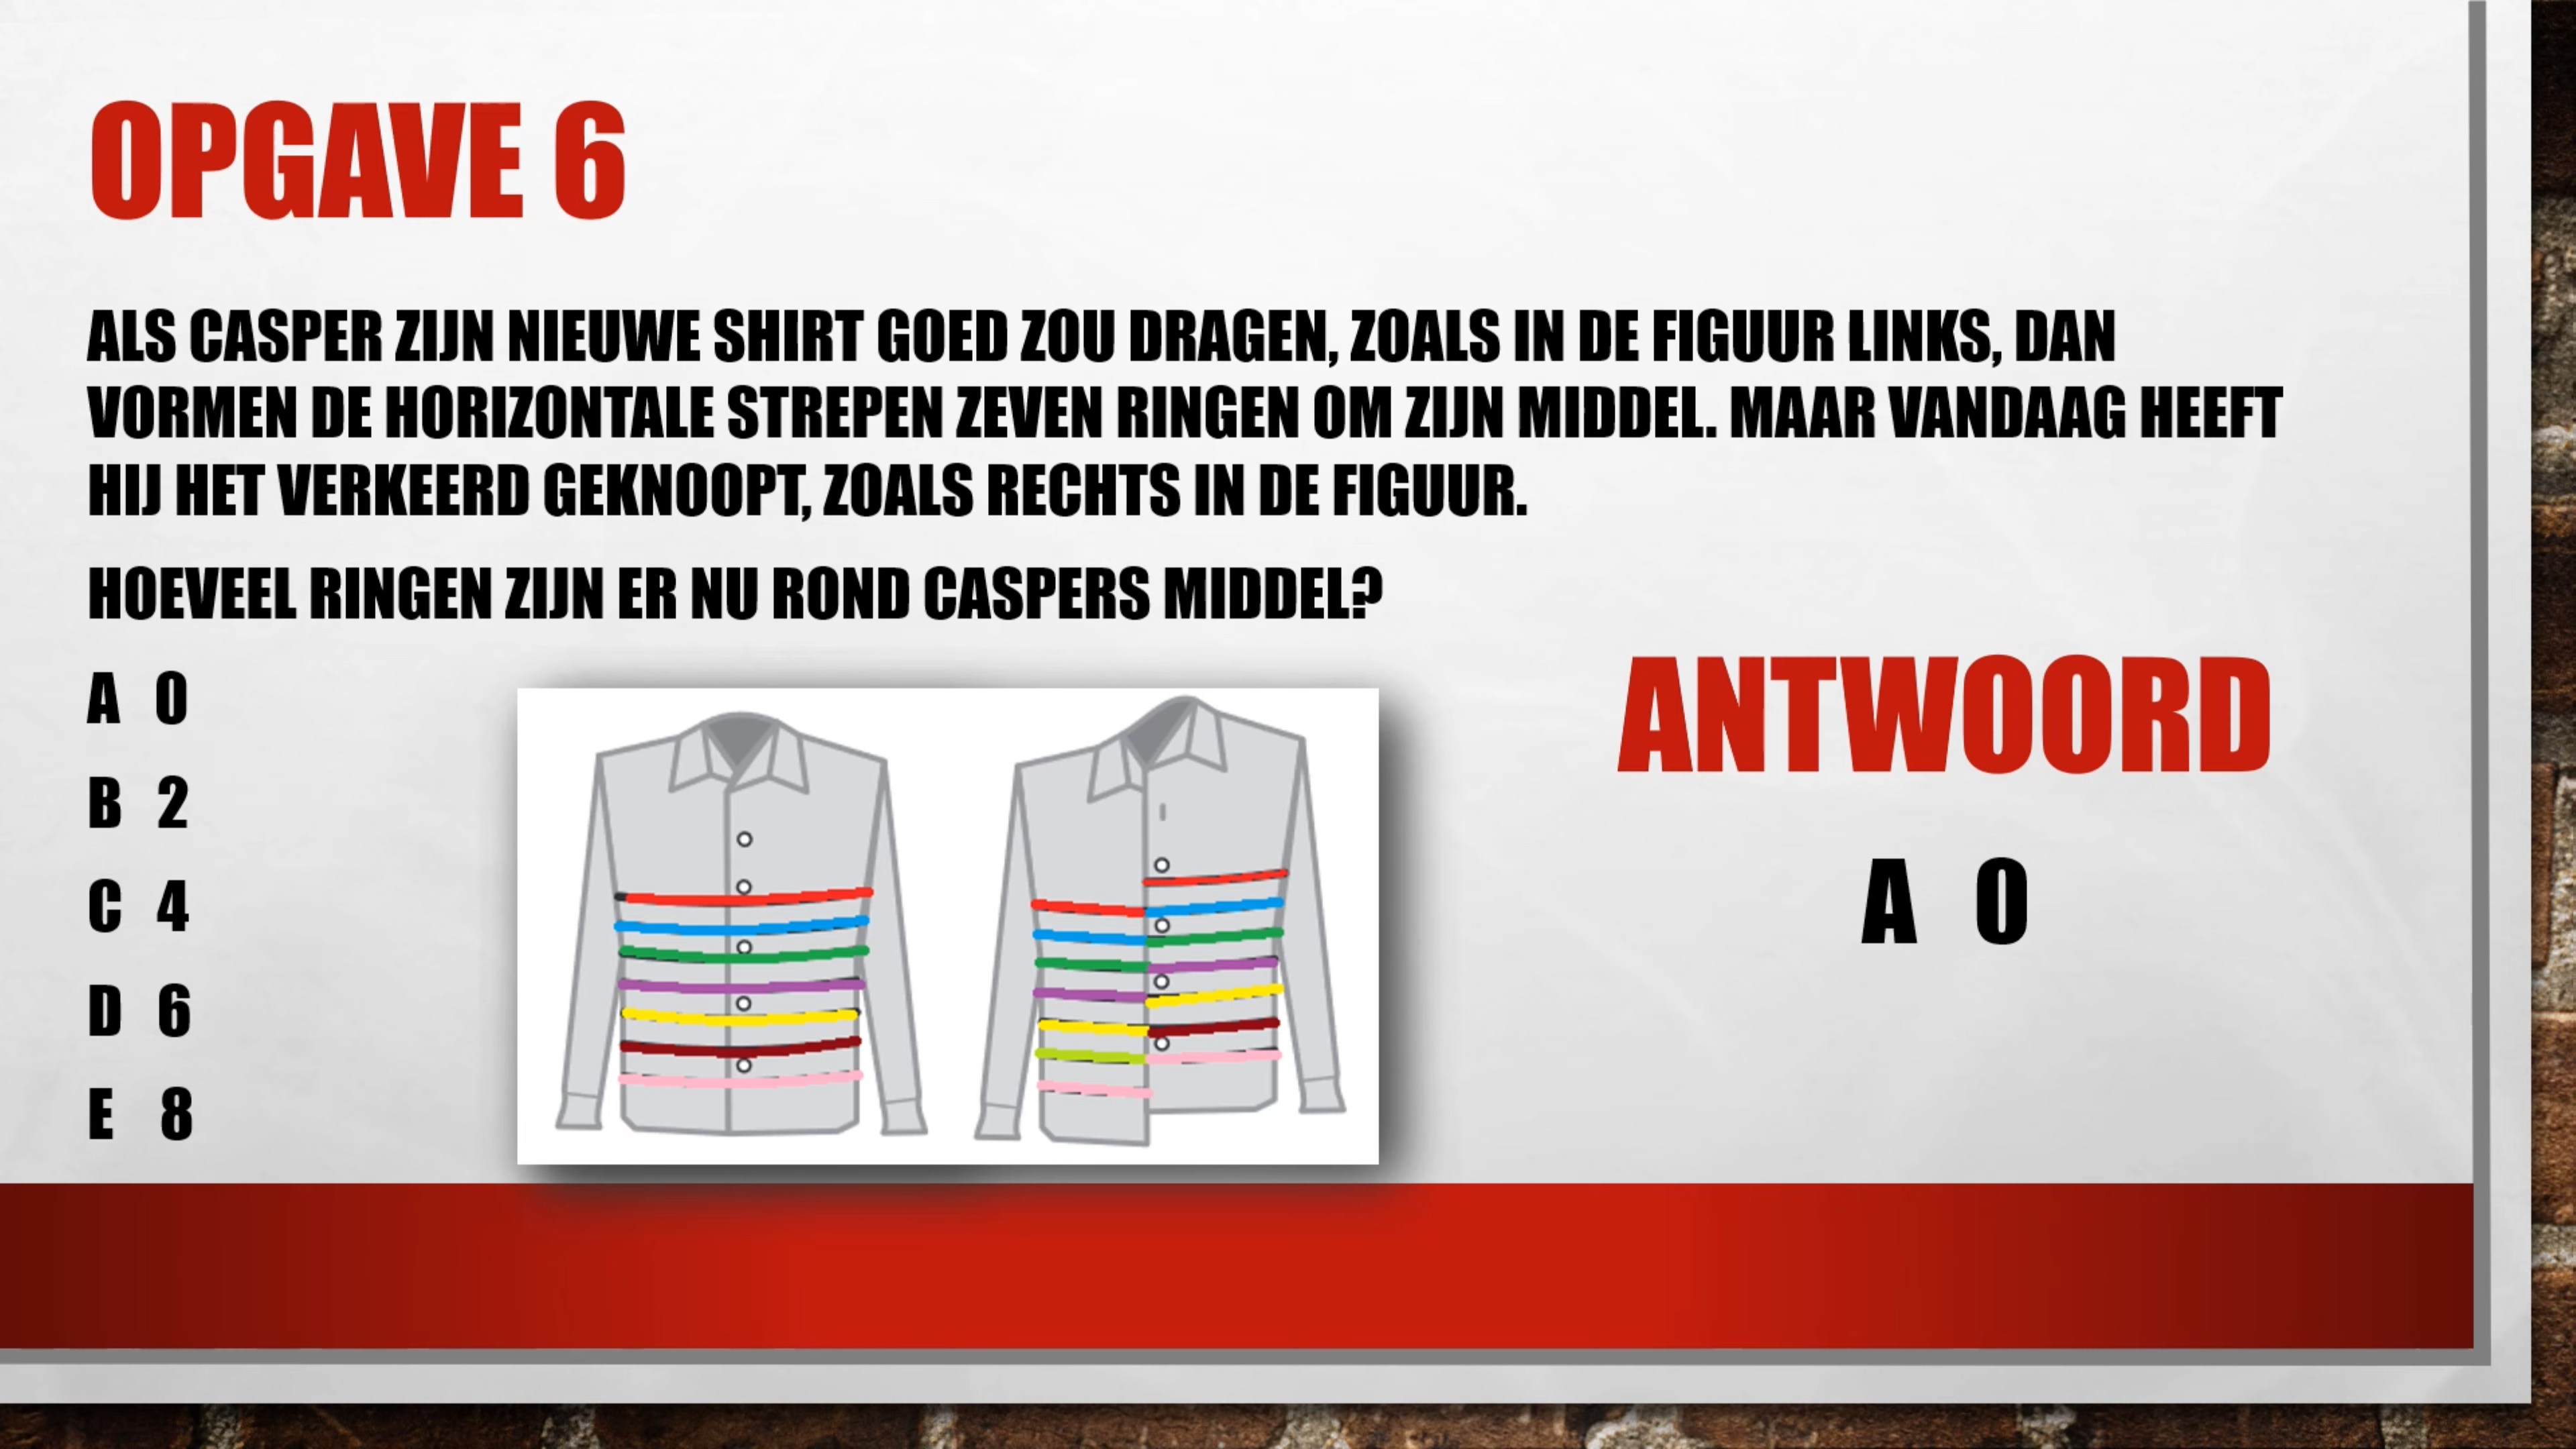 OPGAVE 6
ALS CASPER ZIJN NIEUWE SHIRT GOED ZOU DRAGEN, ZOALS IN DE FIGUUR LINKS, DAN
VORMEN DE HORIZONTALE STREPEN ZEVEN RINGEN OM ZIJN MIDDEL. MAAR VANDAAG HEEFT
HIJ HET VERKEERD GEKNOOPT, ZOALS RECHTS IN DE FIGUUR.
HOEVEEL RINGEN ZIJN ER NU ROND CASPERS MIDDEL?
A 0
B 2
C 4
D 6
E 8
ANTWOORD
A 0